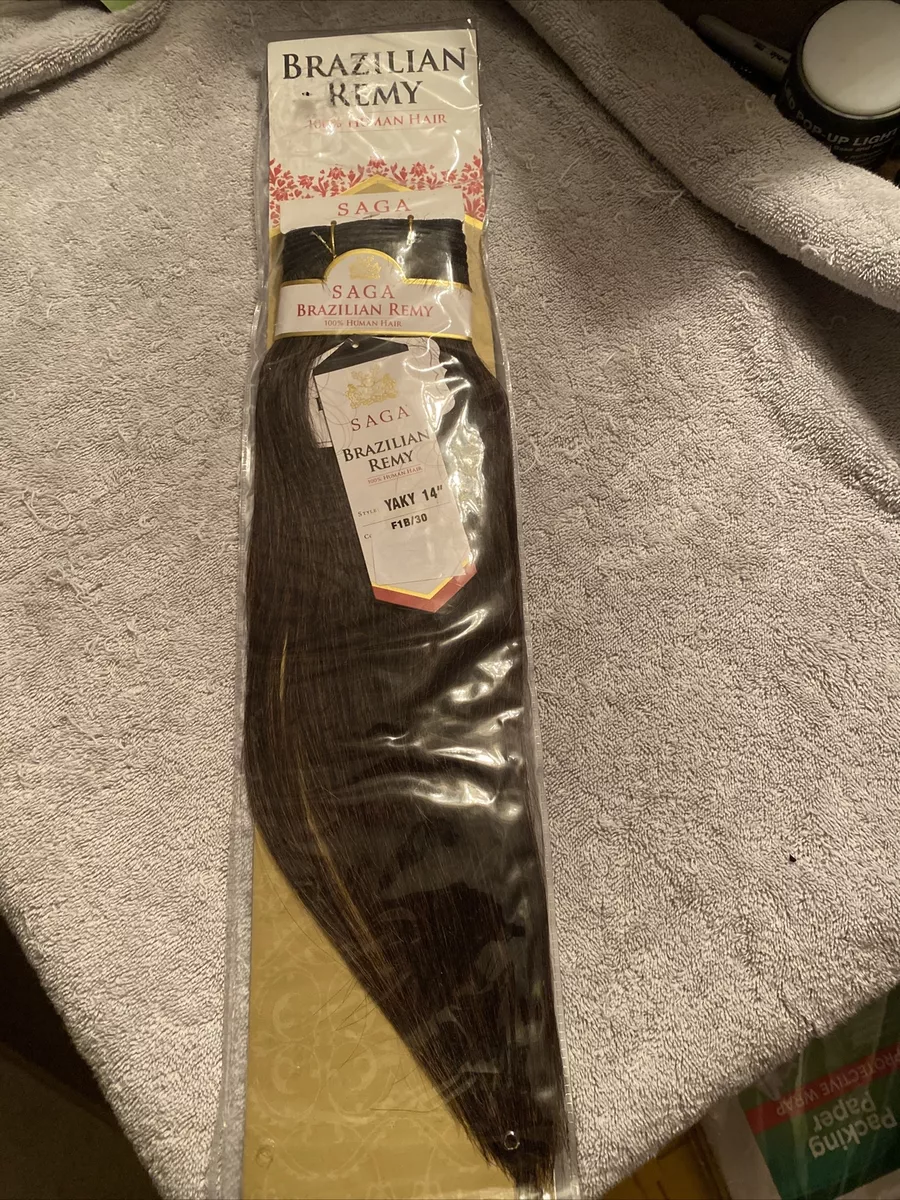 BRAZILIAN
REMY
100% HUMAN HAIR
SAGA
SAGA
BRAZILIAN REMY
100% HUMAN HAIR
SAGA
BRAZILIAN
REMY
100% HUMAN HAIR
STYLE: YAKY 14"
F1B/30
POP-UP LIGHT
PROTECTIVE WRAP
Packing
Paper